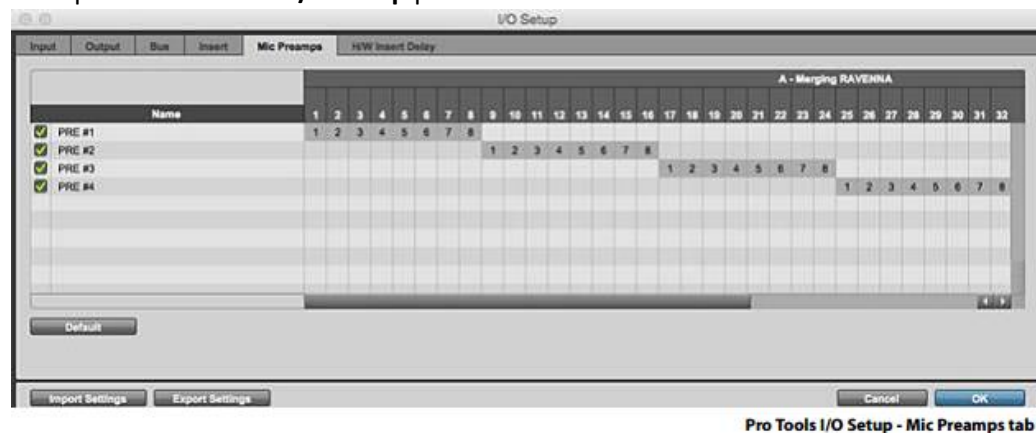 I/O Setup
Input Output Bus Insert Mic Preamps H/W Insert Delay
A - Merging RAVENNA
Name 1 2 3 4 5 6 7 8 9 10 11 12 13 14 15 16 17 18 19 20 21 22 23 24 25 26 27 28 29 30 31 32
PRE #1 1 2 3 4 5 6 7 8
PRE #2 1 2 3 4 5 6 7 8
PRE #3 1 2 3 4 5 6 7 8
PRE #4 1 2 3 4 5 6 7 8
Default
Import Settings Export Settings Cancel OK
Pro Tools I/O Setup - Mic Preamps tab